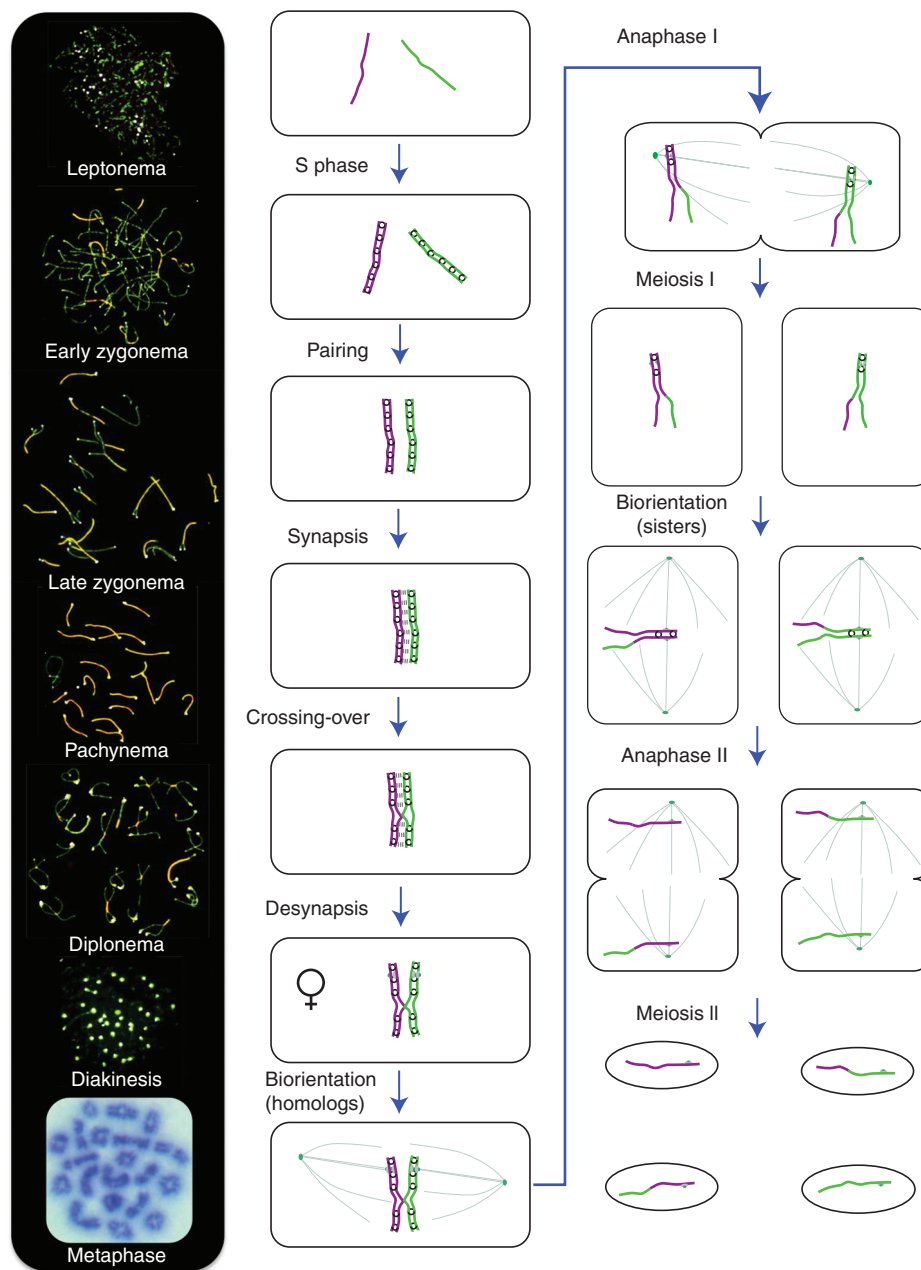 Leptonema
Early zygonema
Late zygonema
Pachynema
Diplonema
Diakinesis
Metaphase
S phase
Pairing
Synapsis
Crossing-over
Desynapsis
♀
Biorientation
(homologs)
Anaphase I
Meiosis I
Biorientation
(sisters)
Anaphase II
Meiosis II